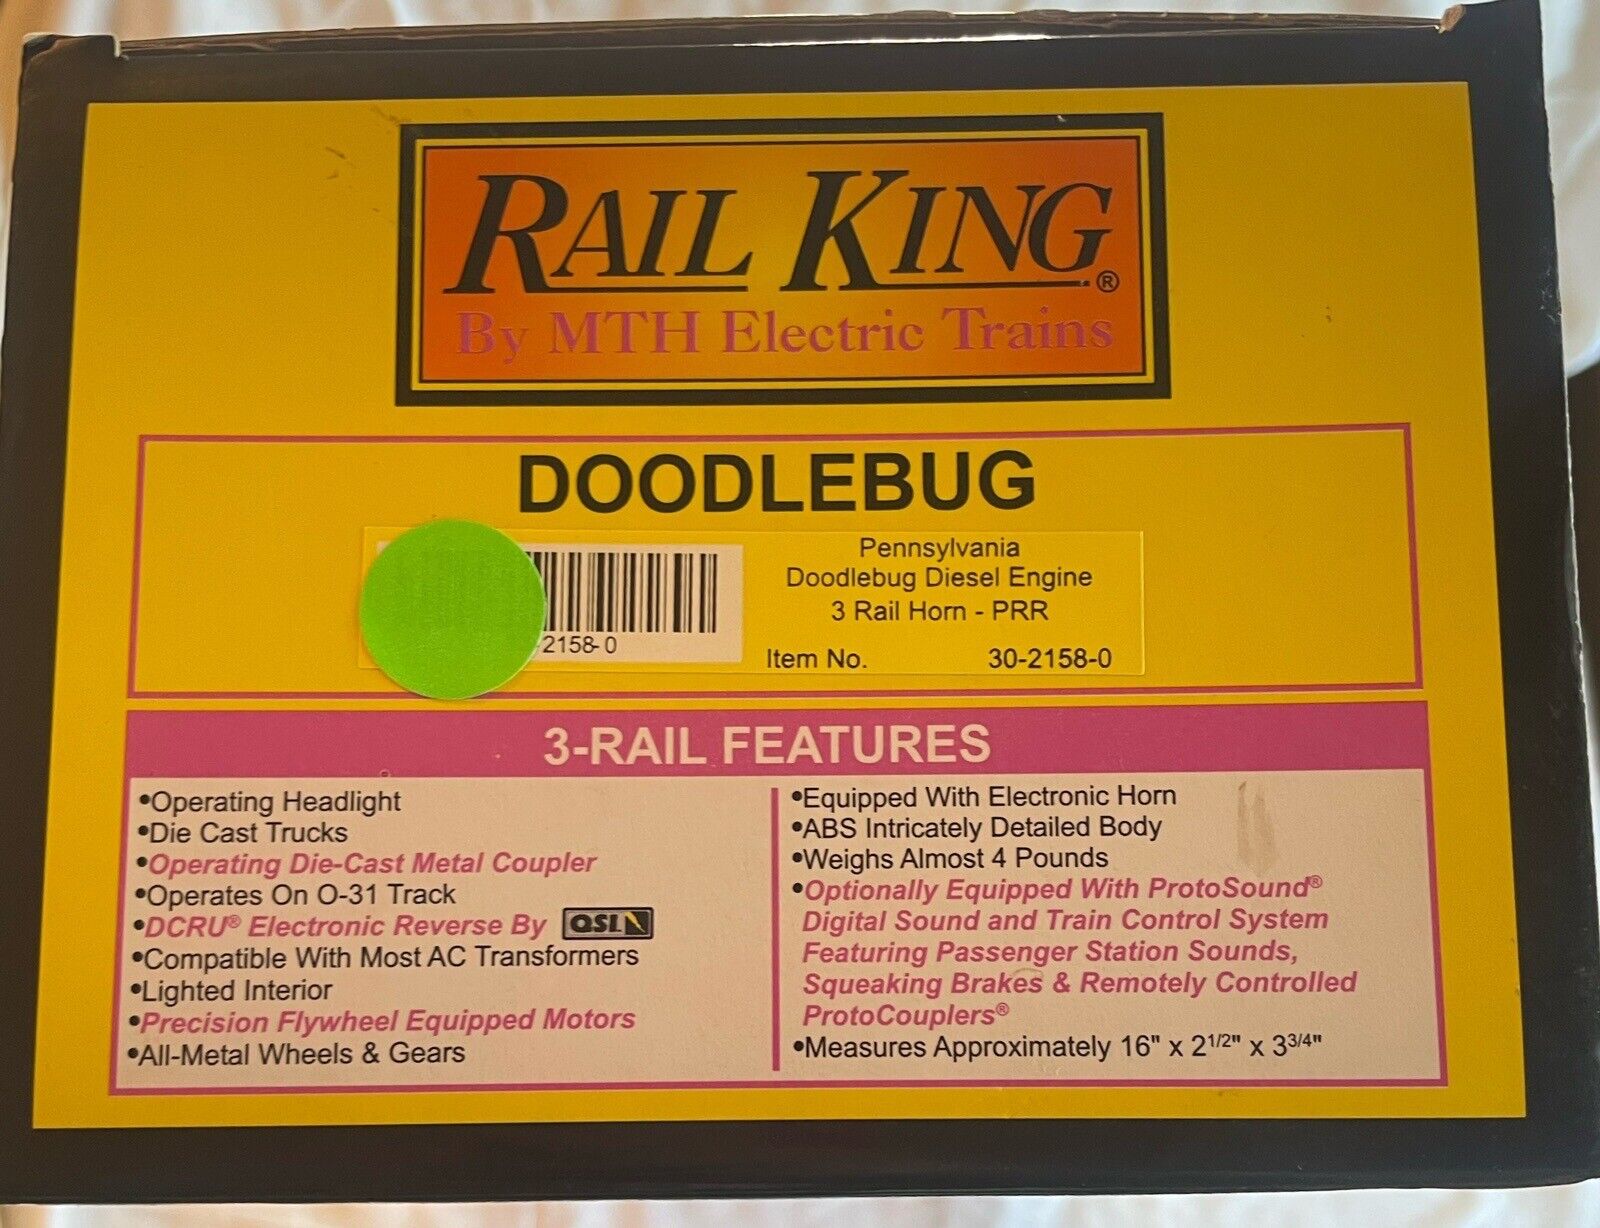 RAIL KING®
By MTH Electric Trains
DOODLEBUG
-2158-0
Pennsylvania
Doodlebug Diesel Engine
3 Rail Horn - PRR
Item No. 30-2158-0
3-RAIL FEATURES
•Operating Headlight
•Die Cast Trucks
•Operating Die-Cast Metal Coupler
•Operates On O-31 Track
•DCRU® Electronic Reverse By QSI
•Compatible With Most AC Transformers
•Lighted Interior
•Precision Flywheel Equipped Motors
•All-Metal Wheels & Gears
•Equipped With Electronic Horn
•ABS Intricately Detailed Body
•Weighs Almost 4 Pounds
•Optionally Equipped With ProtoSound®
Digital Sound and Train Control System
Featuring Passenger Station Sounds,
Squeaking Brakes & Remotely Controlled
ProtoCouplers®
•Measures Approximately 16" x 2 1/2" x 3 3/4"